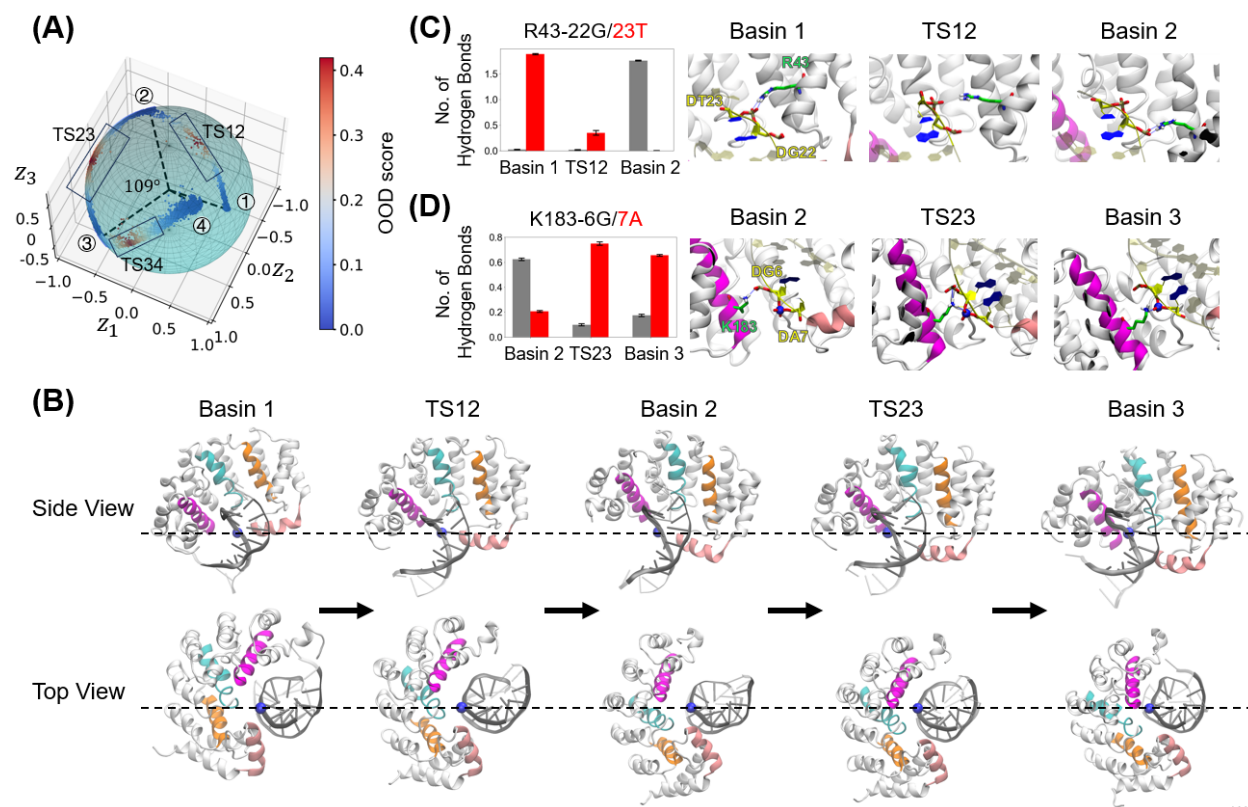 (A)
②
TS23
TS12
z3
109°
①
④
③
TS34
0.5
0
-0.5
-1.0
-0.5
0.0
0.5
1.0
z1
-1.0
-0.5
0.0
0.5
1.0
z2
0.4
0.3
0.2
0.1
0.0
OOD score
(C)
R43-22G/23T
No. of
Hydrogen Bonds
1.5
1.0
0.5
0.0
Basin 1 TS12 Basin 2
Basin 1
TS12
Basin 2
R43
DT23
DG22
(D)
K183-6G/7A
No. of
Hydrogen Bonds
0.8
0.6
0.4
0.2
0.0
Basin 2 TS23 Basin 3
Basin 2
TS23
Basin 3
DG6
K183
DA7
(B)
Basin 1
TS12
Basin 2
TS23
Basin 3
Side View
Top View